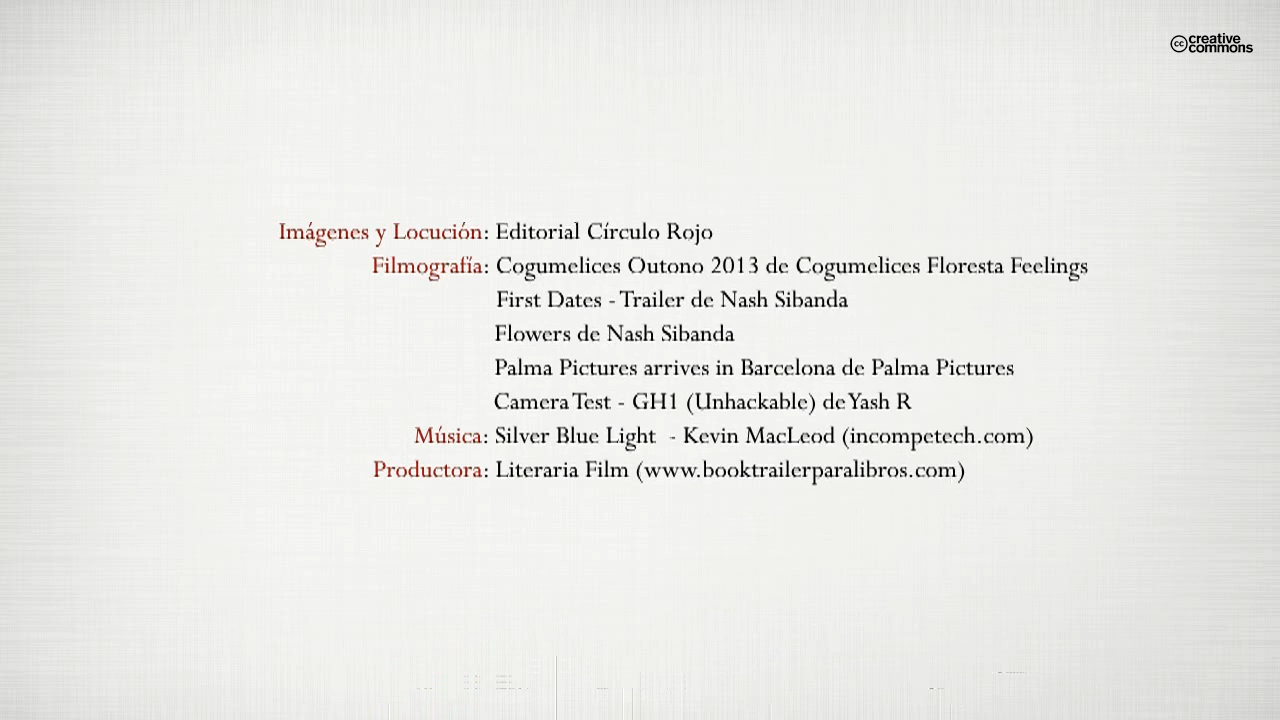 creative
commons
Imágenes y Locución: Editorial Círculo Rojo
Filmografía: Cogumelices Outono 2013 de Cogumelices Floresta Feelings
First Dates - Trailer de Nash Sibanda
Flowers de Nash Sibanda
Palma Pictures arrives in Barcelona de Palma Pictures
Camera Test - GH1 (Unhackable) de Yash R
Música: Silver Blue Light - Kevin MacLeod (incompetech.com)
Productora: Literaria Film (www.booktrailerparalibros.com)